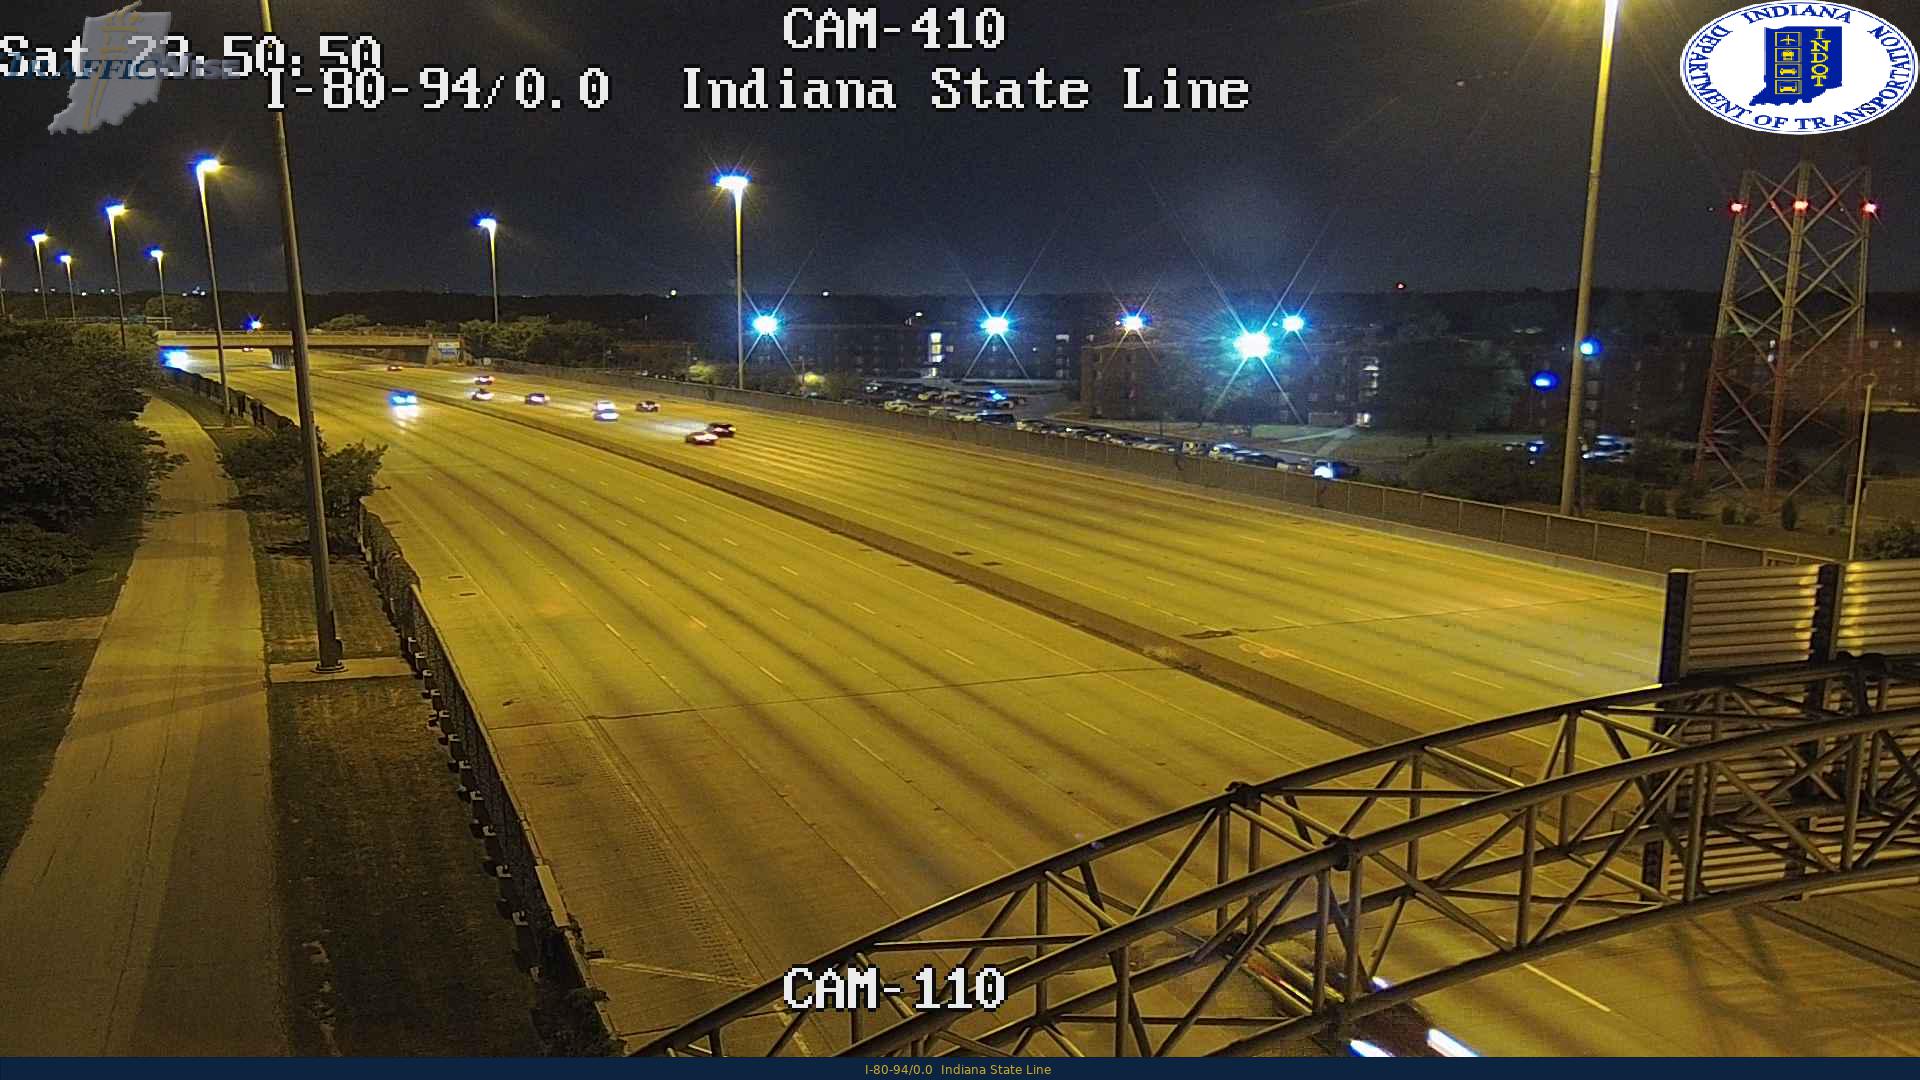 CAM-410
Sat 23:50:50
TRAFFICWISE
I-80-94/0.0 Indiana State Line
INDIANA DEPARTMENT OF TRANSPORTATION
INDOT
CAM-110
I-80-94/0.0 Indiana State Line